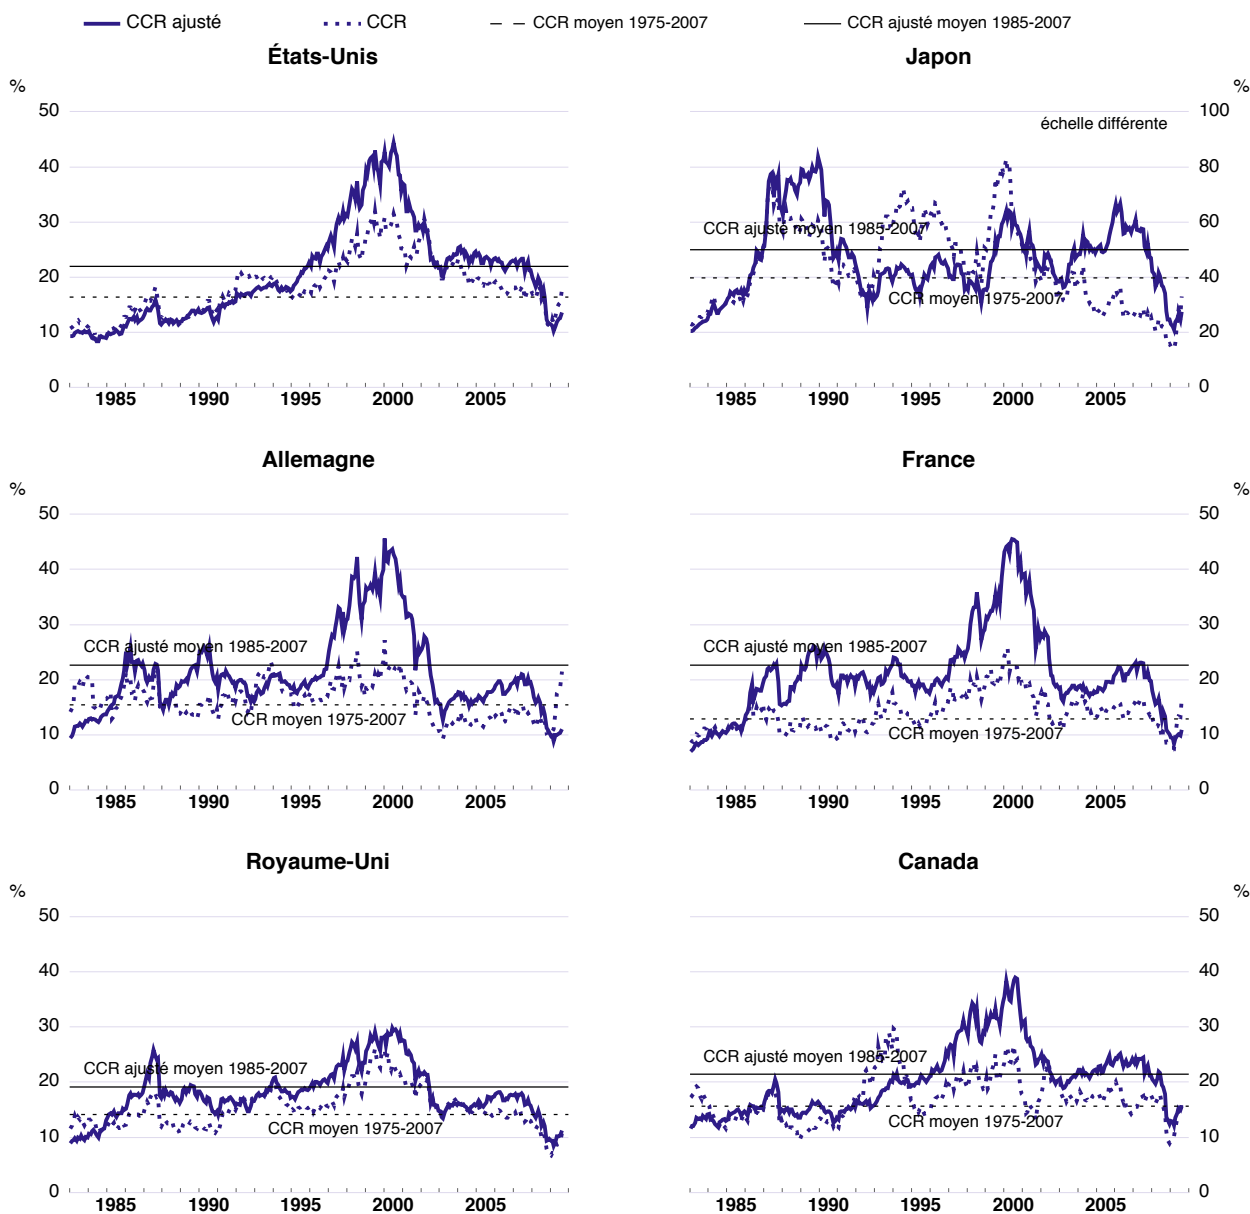 CCR ajusté CCR CCR moyen 1975-2007 CCR ajusté moyen 1985-2007
États-Unis
%
50
40
30
20
10
0
1985 1990 1995 2000 2005
Japon
%
échelle différente
100
80
60
40
20
0
CCR ajusté moyen 1985-2007
CCR moyen 1975-2007
1985 1990 1995 2000 2005
Allemagne
%
50
40
30
20
10
0
CCR ajusté moyen 1985-2007
CCR moyen 1975-2007
1985 1990 1995 2000 2005
France
%
50
40
30
20
10
0
CCR ajusté moyen 1985-2007
CCR moyen 1975-2007
1985 1990 1995 2000 2005
Royaume-Uni
%
50
40
30
20
10
0
CCR ajusté moyen 1985-2007
CCR moyen 1975-2007
1985 1990 1995 2000 2005
Canada
%
50
40
30
20
10
0
CCR ajusté moyen 1985-2007
CCR moyen 1975-2007
1985 1990 1995 2000 2005